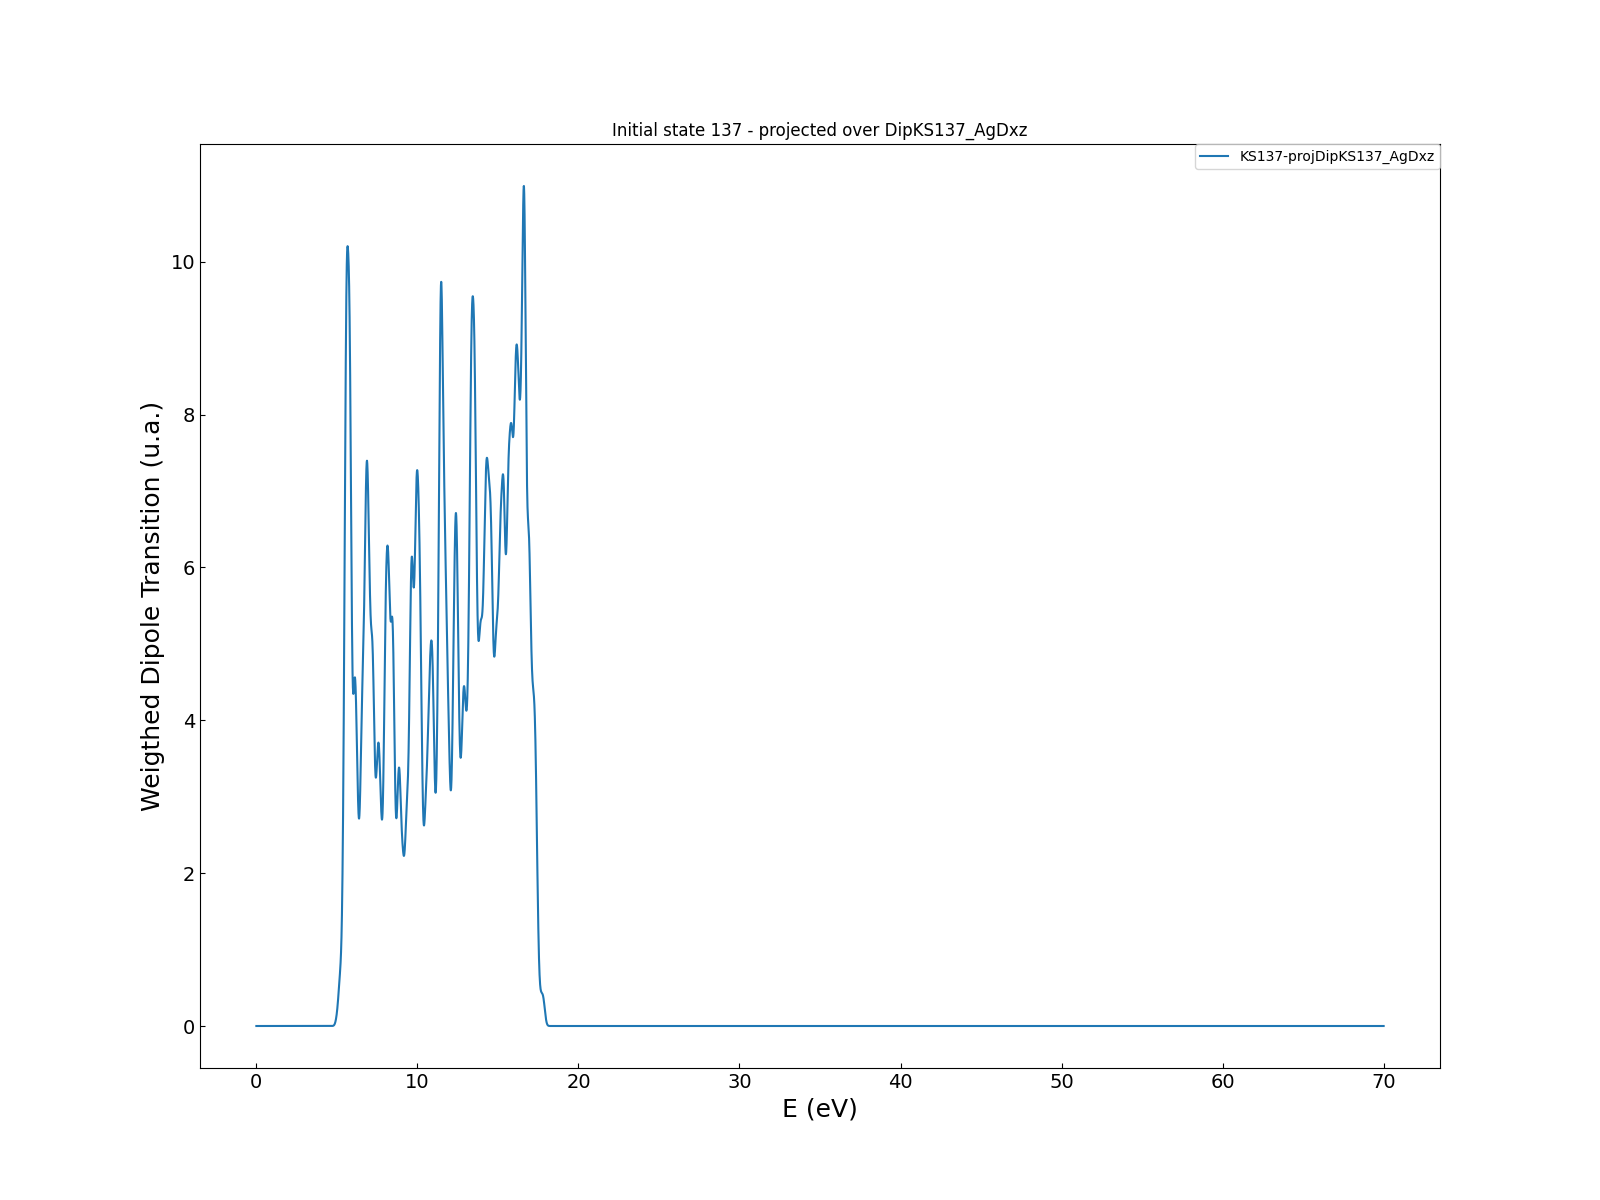 Initial state 137 - projected over DipKS137_AgDxz
KS137-projDipKS137_AgDxz
Weigthed Dipole Transition (u.a.)
10
8
6
4
2
0
0 10 20 30 40 50 60 70
E (eV)